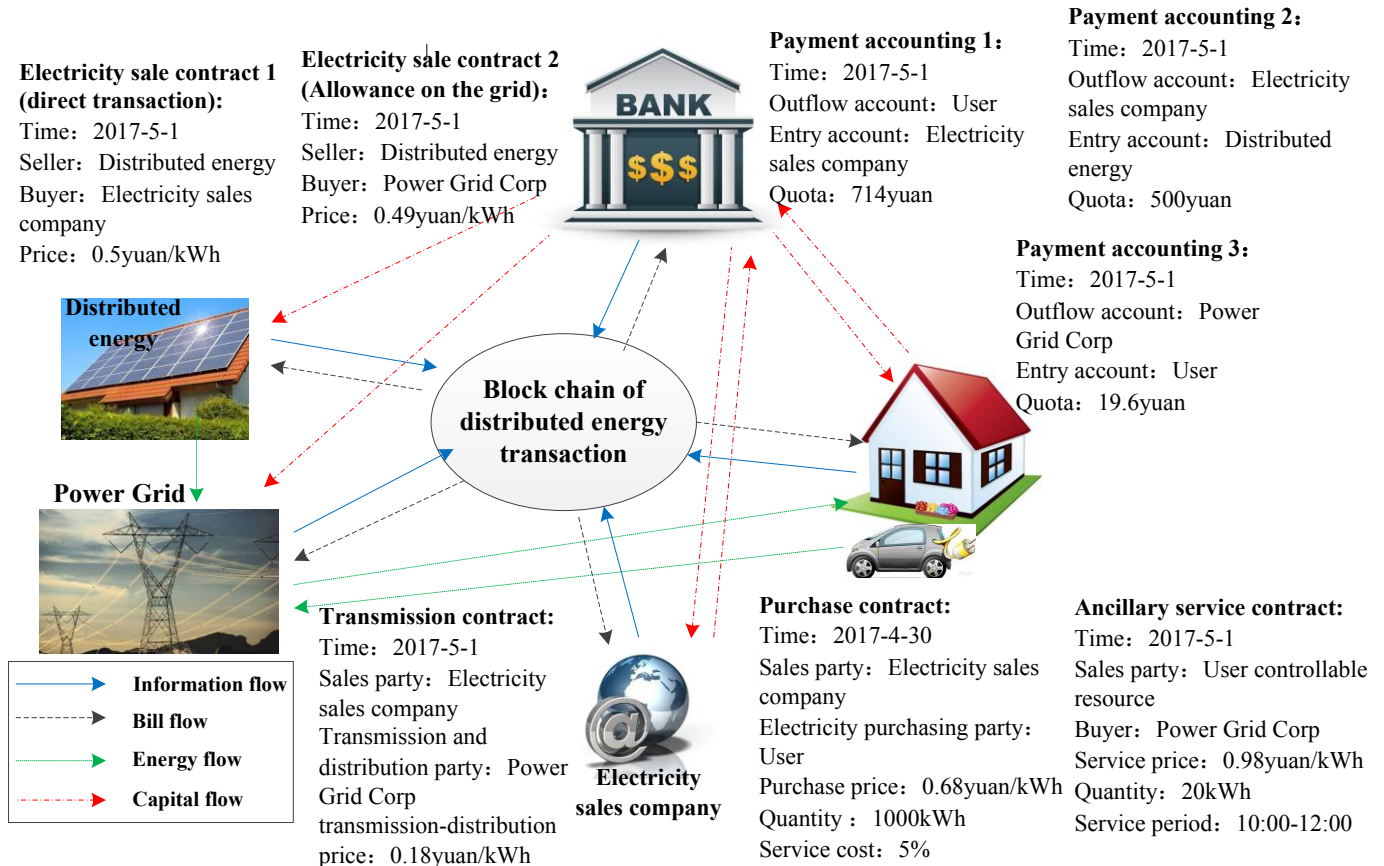 Electricity sale contract 1
(direct transaction):
Time：2017-5-1
Seller：Distributed energy
Buyer：Electricity sales
company
Price：0.5yuan/kWh
Electricity sale contract 2
(Allowance on the grid)：
Time：2017-5-1
Seller：Distributed energy
Buyer：Power Grid Corp
Price：0.49yuan/kWh
BANK
$$$
Payment accounting 1：
Time：2017-5-1
Outflow account：User
Entry account：Electricity
sales company
Quota：714yuan
Payment accounting 2：
Time：2017-5-1
Outflow account：Electricity
sales company
Entry account：Distributed
energy
Quota：500yuan
Payment accounting 3：
Time：2017-5-1
Outflow account：Power
Grid Corp
Entry account：User
Quota：19.6yuan
Distributed
energy
Block chain of
distributed energy
transaction
Power Grid
Information flow
Bill flow
Energy flow
Capital flow
Transmission contract:
Time：2017-5-1
Sales party：Electricity
sales company
Transmission and
distribution party：Power
Grid Corp
transmission-distribution
price：0.18yuan/kWh
@
Electricity
sales company
Purchase contract:
Time：2017-4-30
Sales party：Electricity sales
company
Electricity purchasing party：
User
Purchase price：0.68yuan/kWh
Quantity ：1000kWh
Service cost：5%
Ancillary service contract:
Time：2017-5-1
Sales party：User controllable
resource
Buyer：Power Grid Corp
Service price：0.98yuan/kWh
Quantity：20kWh
Service period：10:00-12:00